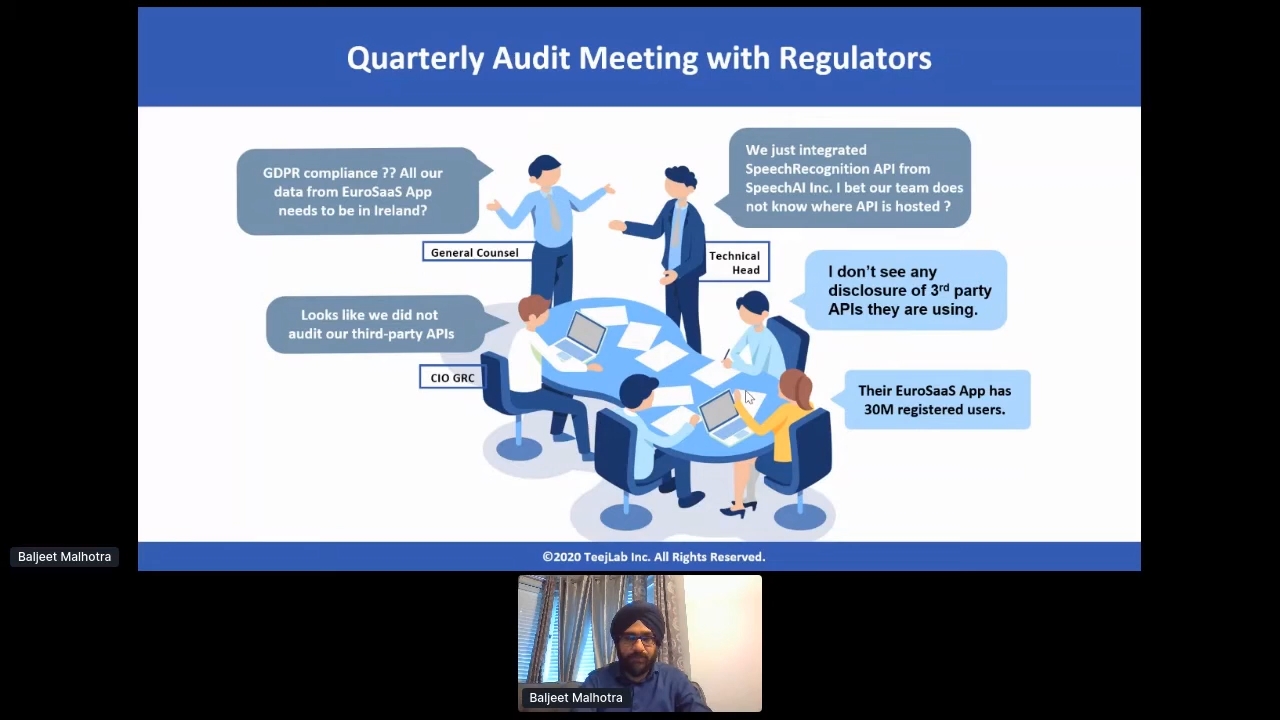 Quarterly Audit Meeting with Regulators
GDPR compliance ?? All our
data from EuroSaaS App
needs to be in Ireland?
We just integrated
SpeechRecognition API from
SpeechAI Inc. I bet our team does
not know where API is hosted ?
General Counsel
Technical
Head
I don’t see any
disclosure of 3rd party
APIs they are using.
Looks like we did not
audit our third-party APIs
CIO GRC
Their EuroSaaS App has
30M registered users.
©2020 TeejLab Inc. All Rights Reserved.
Baljeet Malhotra
Baljeet Malhotra